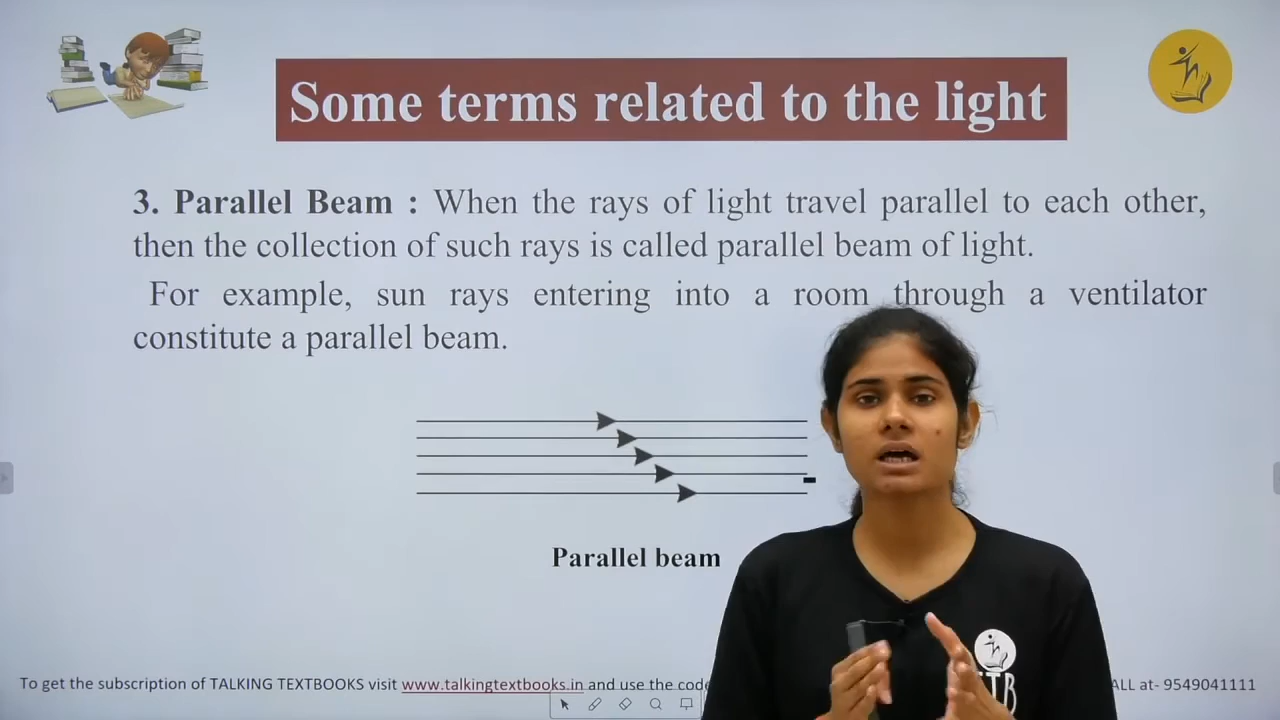 Some terms related to the light
3. Parallel Beam : When the rays of light travel parallel to each other,
then the collection of such rays is called parallel beam of light.
For example, sun rays entering into a room through a ventilator
constitute a parallel beam.
Parallel beam
To get the subscription of TALKING TEXTBOOKS visit www.talkingtextbooks.in and use the code
ALL at- 9549041111